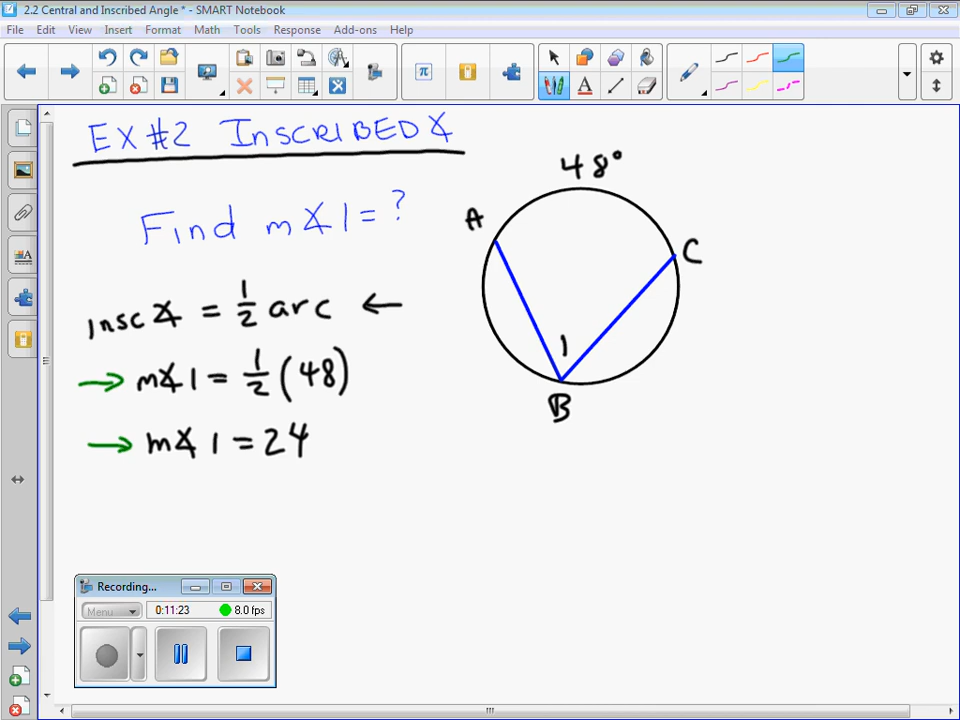 2.2 Central and Inscribed Angle * - SMART Notebook
File Edit View Insert Format Math Tools Response Add-ons Help
EX #2 INSCRIBED ∡
48°
Find m∡1 = ?
A
C
insc ∡ = 1/2 arc ←
1
→ m∡1 = 1/2 (48)
B
→ m∡1 = 24
Recording...
Menu 0:11:23 8.0 fps